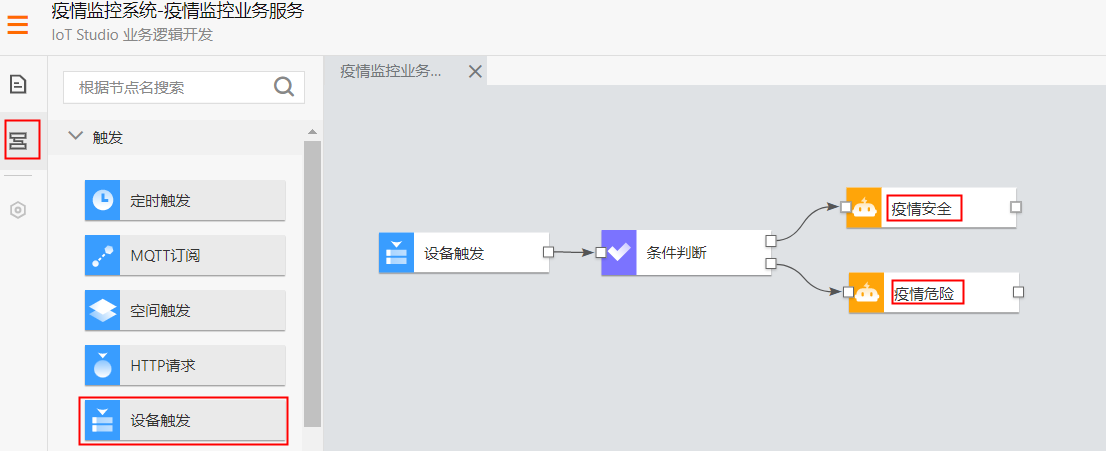 疫情监控系统-疫情监控业务服务
IoT Studio 业务逻辑开发
根据节点名搜索
疫情监控业务...
触发
定时触发
MQTT订阅
空间触发
HTTP请求
设备触发
设备触发
条件判断
疫情安全
疫情危险